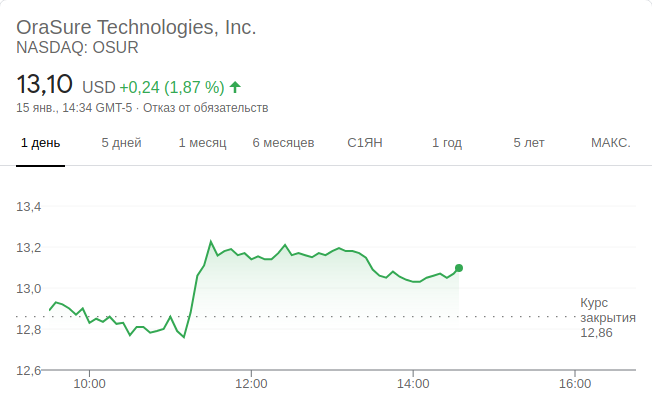 OraSure Technologies, Inc.
NASDAQ: OSUR
13,10 USD +0,24 (1,87 %)
15 янв., 14:34 GMT-5 · Отказ от обязательств
1 день 5 дней 1 месяц 6 месяцев С1ЯН 1 год 5 лет МАКС.
13,4
13,2
13,0
Курс
закрытия
12,86
12,8
12,6
10:00 12:00 14:00 16:00